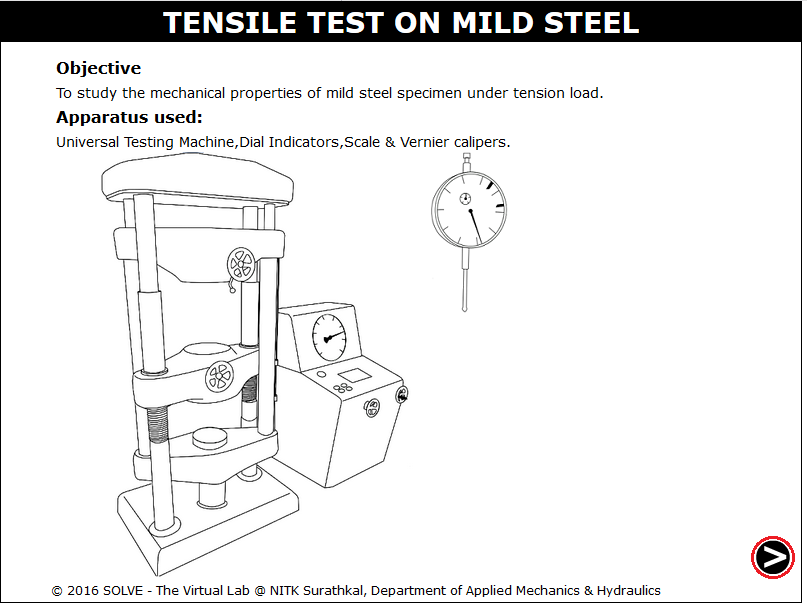 TENSILE TEST ON MILD STEEL
Objective
To study the mechanical properties of mild steel specimen under tension load.
Apparatus used:
Universal Testing Machine,Dial Indicators,Scale & Vernier calipers.
© 2016 SOLVE - The Virtual Lab @ NITK Surathkal, Department of Applied Mechanics & Hydraulics